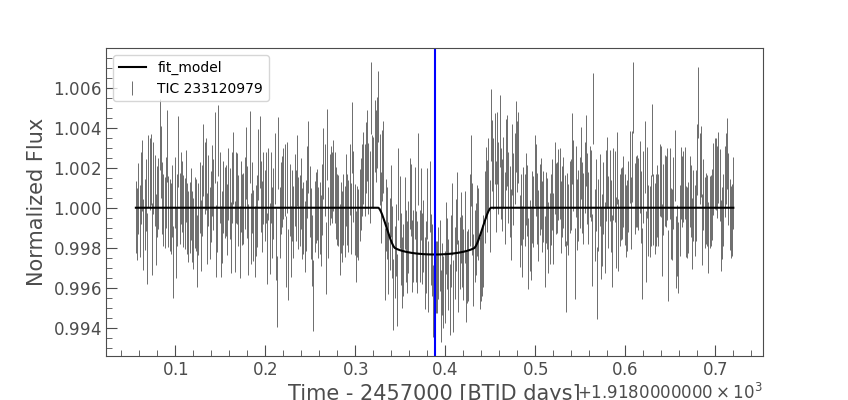 fit_model
TIC 233120979
Normalized Flux
1.006
1.004
1.002
1.000
0.998
0.996
0.994
0.1 0.2 0.3 0.4 0.5 0.6 0.7
Time - 2457000 [BTJD days]
+1.9180000000 × 10³